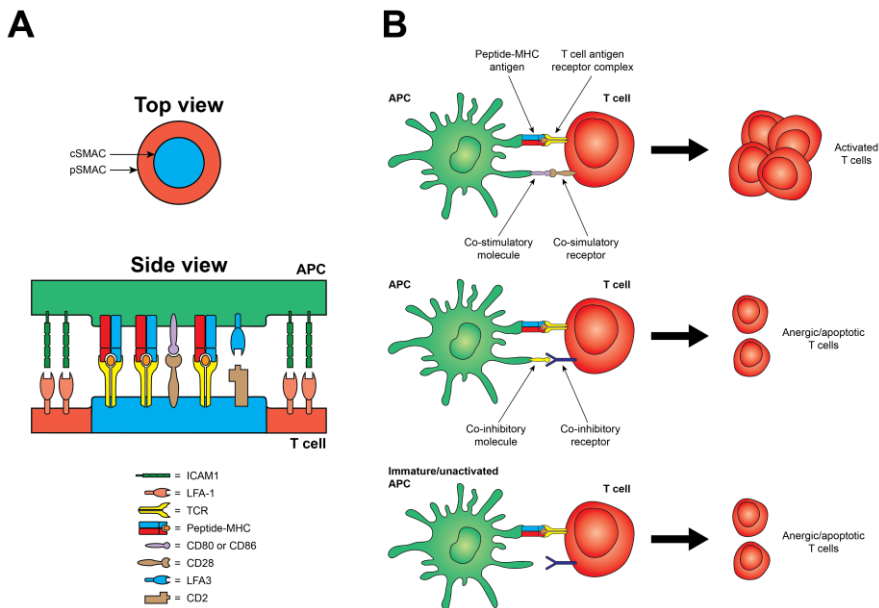 A
Top view
cSMAC
pSMAC
Side view
APC
T cell
= ICAM1
= LFA-1
= TCR
= Peptide-MHC
= CD80 or CD86
= CD28
= LFA3
= CD2
B
Peptide-MHC
antigen
T cell antigen
receptor complex
APC
T cell
Activated
T cells
Co-stimulatory
molecule
Co-simulatory
receptor
APC
T cell
Anergic/apoptotic
T cells
Co-inhibitory
molecule
Co-inhibitory
receptor
Immature/unactivated
APC
T cell
Anergic/apoptotic
T cells